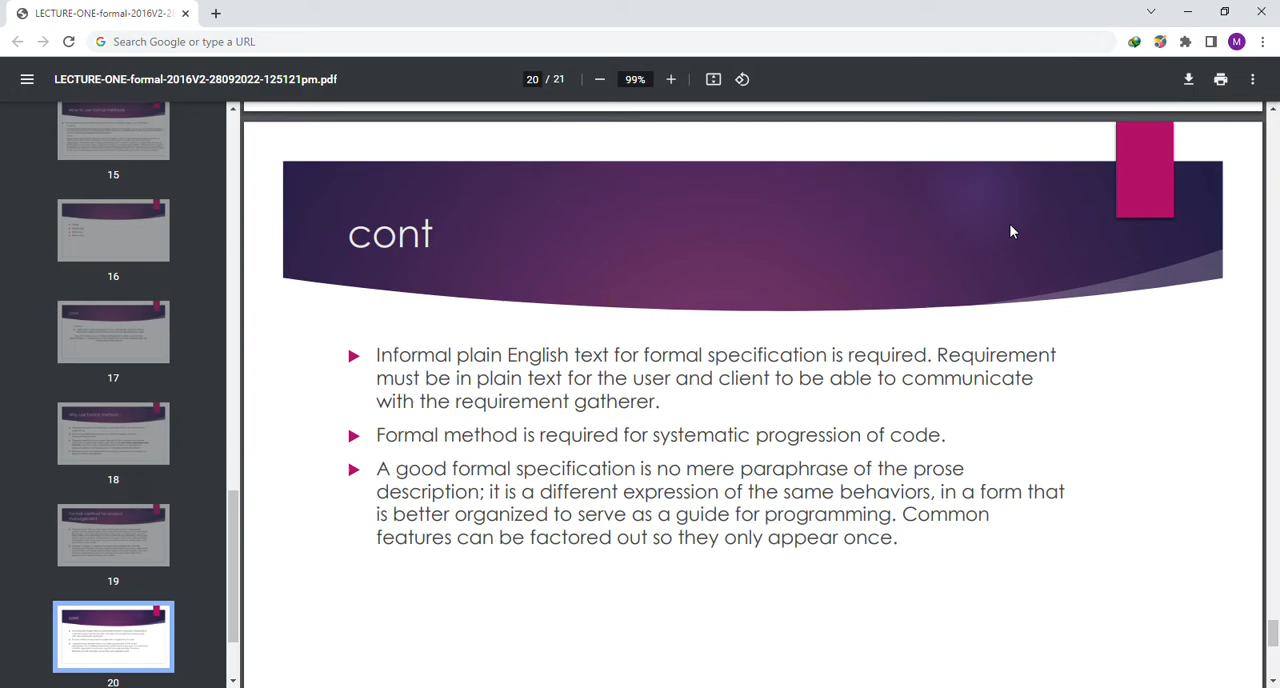 LECTURE-ONE-formal-2016V2-28
Search Google or type a URL
M
LECTURE-ONE-formal-2016V2-28092022-125121pm.pdf
20 / 21
99%
15
16
17
18
19
20
cont
Informal plain English text for formal specification is required. Requirement
must be in plain text for the user and client to be able to communicate
with the requirement gatherer.
Formal method is required for systematic progression of code.
A good formal specification is no mere paraphrase of the prose
description; it is a different expression of the same behaviors, in a form that
is better organized to serve as a guide for programming. Common
features can be factored out so they only appear once.